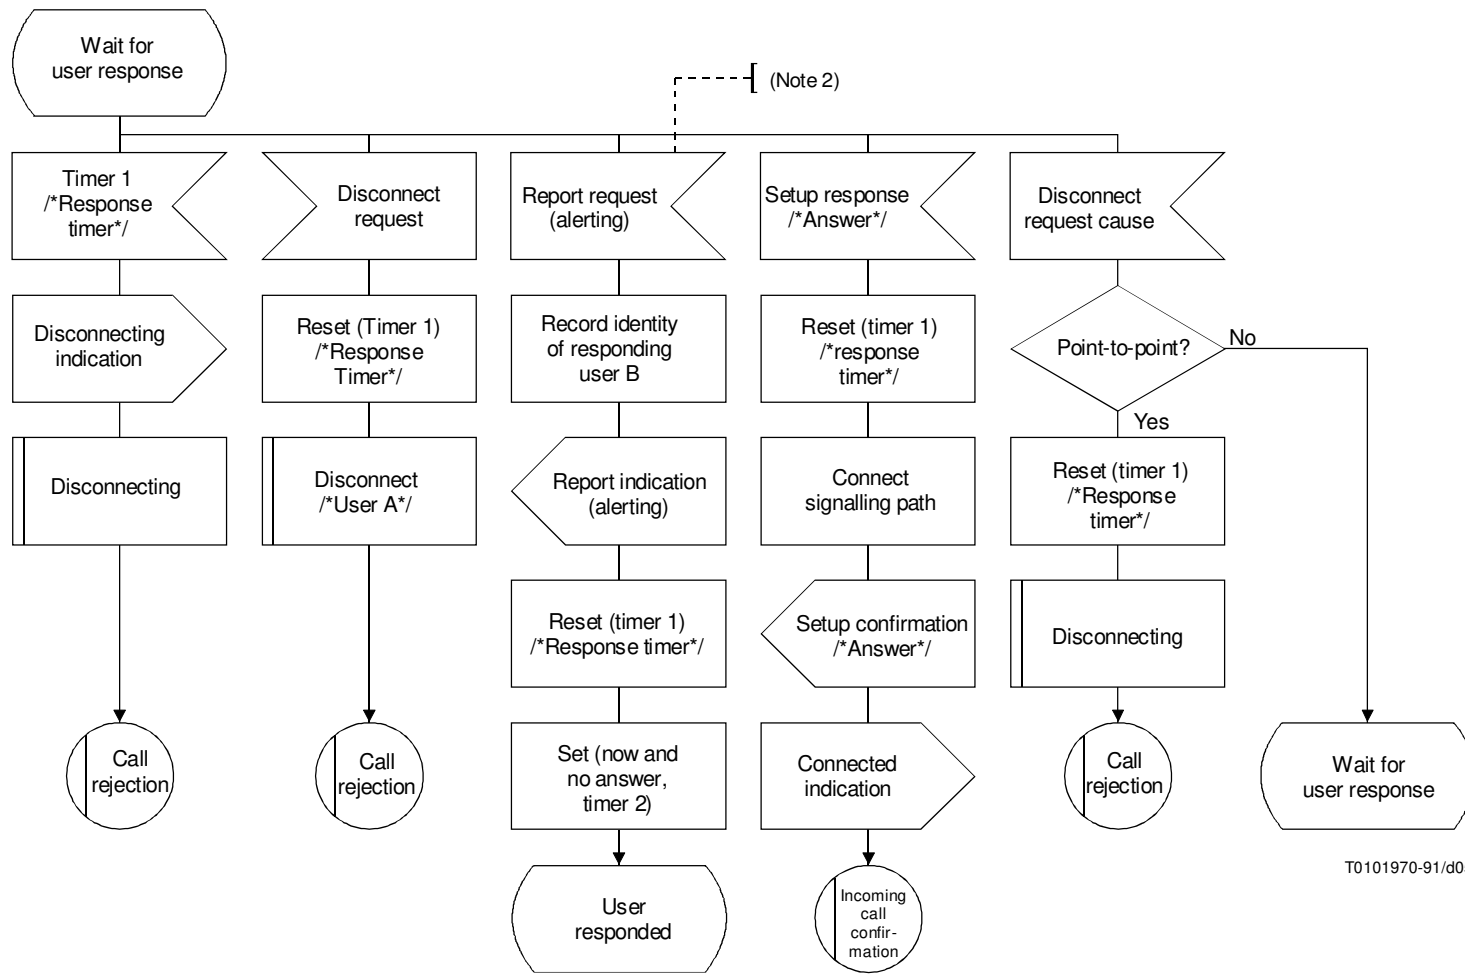 Wait for
user response
(Note 2)
Timer 1
/*Response
timer*/
Disconnect
request
Report request
(alerting)
Setup response
/*Answer*/
Disconnect
request cause
Disconnecting
indication
Reset (Timer 1)
/*Response
Timer*/
Record identity
of responding
user B
Reset (timer 1)
/*response
timer*/
Point-to-point?
No
Yes
Disconnecting
Disconnect
/*User A*/
Report indication
(alerting)
Connect
signalling path
Reset (timer 1)
/*Response
timer*/
Reset (timer 1)
/*Response timer*/
Setup confirmation
/*Answer*/
Disconnecting
Call
rejection
Call
rejection
Set (now and
no answer,
timer 2)
Connected
indication
Call
rejection
Wait for
user response
T0101970-91/d0
User
responded
Incoming
call
confir-
mation